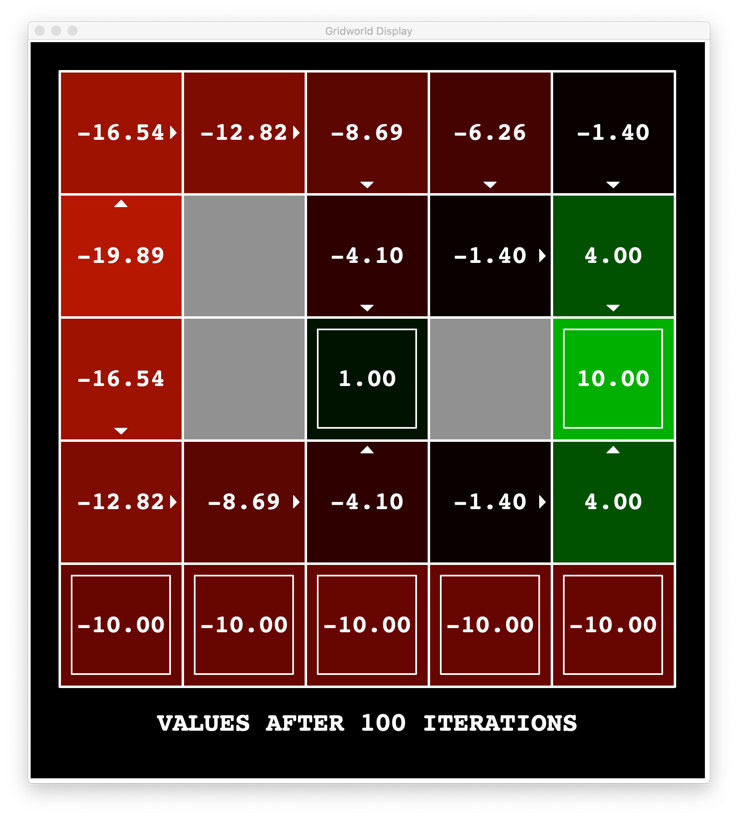 Gridworld Display
-16.54 -12.82 -8.69 -6.26 -1.40
-19.89 -4.10 -1.40 4.00
-16.54 1.00 10.00
-12.82 -8.69 -4.10 -1.40 4.00
-10.00 -10.00 -10.00 -10.00 -10.00
VALUES AFTER 100 ITERATIONS